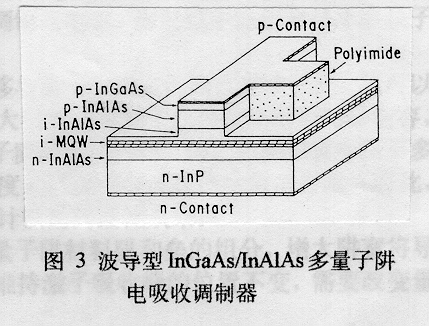 p-Contact
Polyimide
p-InGaAs
p-InAlAs
i-InAlAs
i-MQW
n-InAlAs
n-InP
n-Contact
图 3 波导型 InGaAs/InAlAs 多量子阱
电吸收调制器